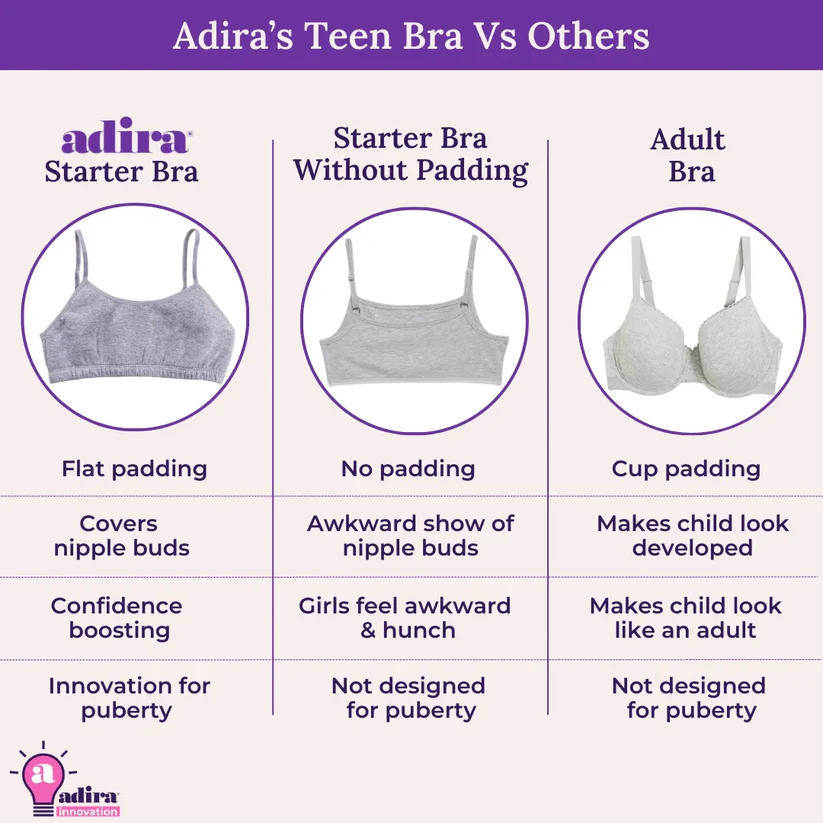 Adira's Teen Bra Vs Others
adira
Starter Bra
Starter Bra
Without Padding
Adult
Bra
Flat padding
No padding
Cup padding
Covers
nipple buds
Awkward show of
nipple buds
Makes child look
developed
Confidence
boosting
Girls feel awkward
& hunch
Makes child look
like an adult
Innovation for
puberty
Not designed
for puberty
Not designed
for puberty
a
adira
innovation